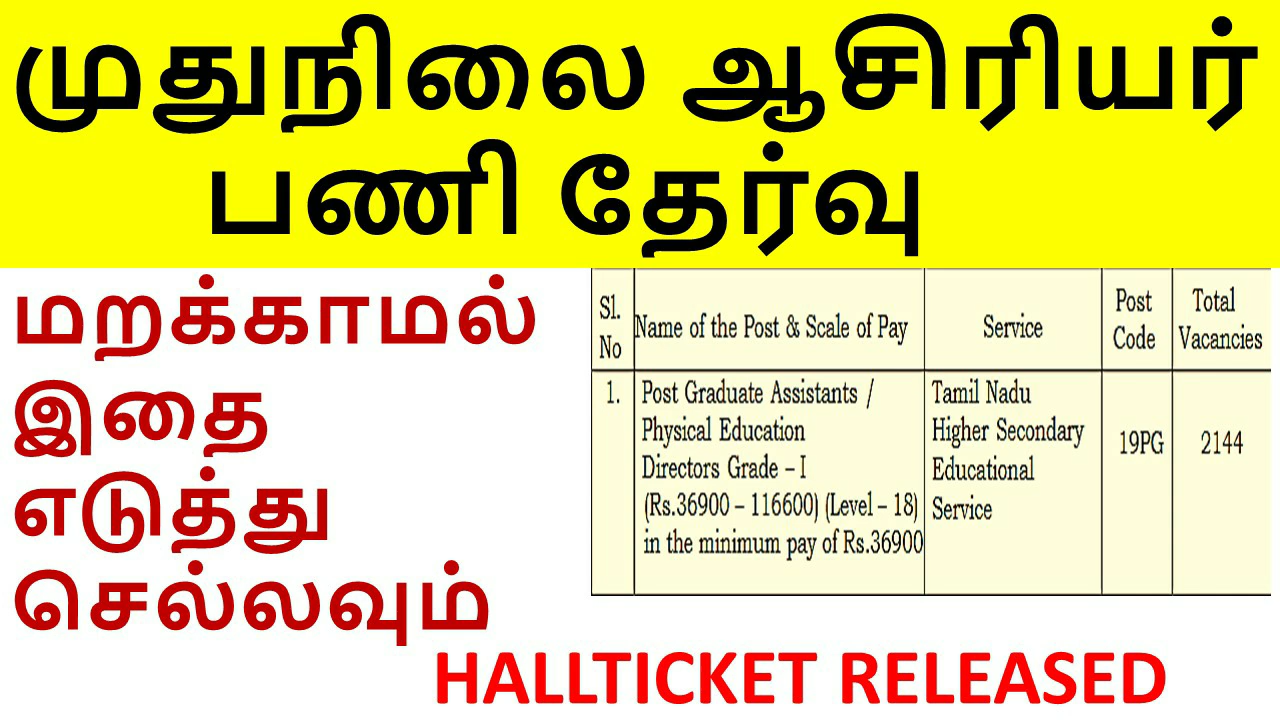 முதுநிலை ஆசிரியர்
பணி தேர்வு
மறக்காமல்
இதை
எடுத்து
செல்லவும்
Sl. No
Name of the Post & Scale of Pay
Service
Post Code
Total Vacancies
1.
Post Graduate Assistants /
Physical Education
Directors Grade – I
(Rs.36900 – 116600) (Level – 18)
in the minimum pay of Rs.36900
Tamil Nadu
Higher Secondary
Educational
Service
19PG
2144
HALLTICKET RELEASED